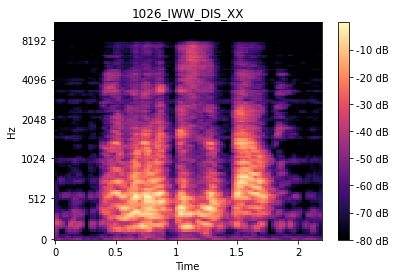 1026_IWW_DIS_XX
8192
4096
2048
1024
512
0
Hz
0
0.5
1
1.5
2
Time
-10 dB
-20 dB
-30 dB
-40 dB
-50 dB
-60 dB
-70 dB
-80 dB